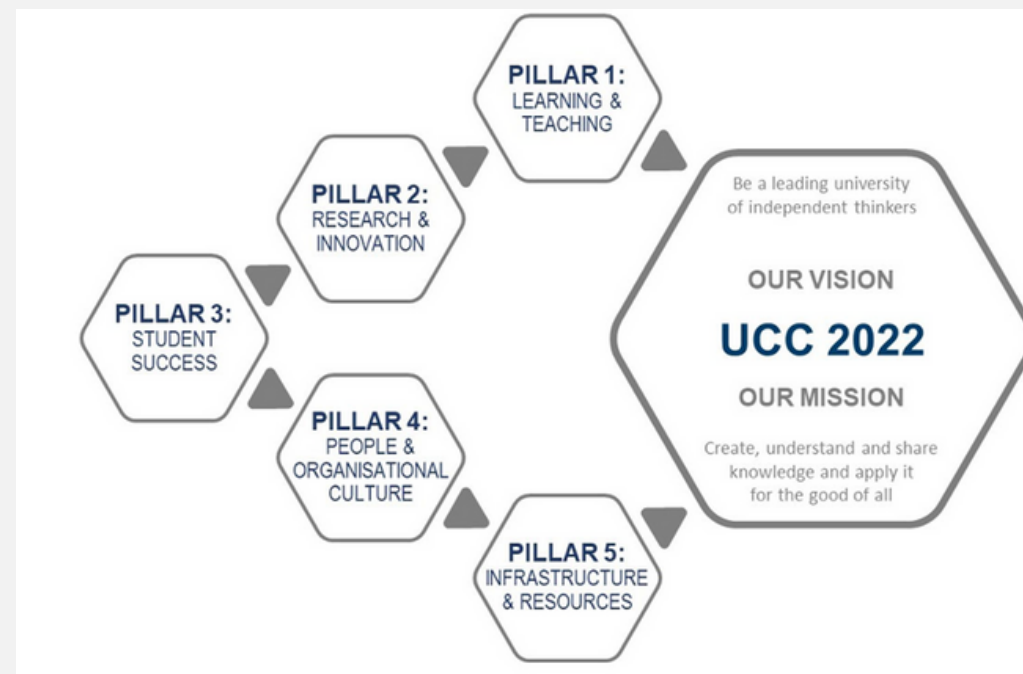 PILLAR 1:
LEARNING &
TEACHING
PILLAR 2:
RESEARCH &
INNOVATION
PILLAR 3:
STUDENT
SUCCESS
PILLAR 4:
PEOPLE &
ORGANISATIONAL
CULTURE
PILLAR 5:
INFRASTRUCTURE
& RESOURCES
Be a leading university
of independent thinkers
OUR VISION
UCC 2022
OUR MISSION
Create, understand and share
knowledge and apply it
for the good of all